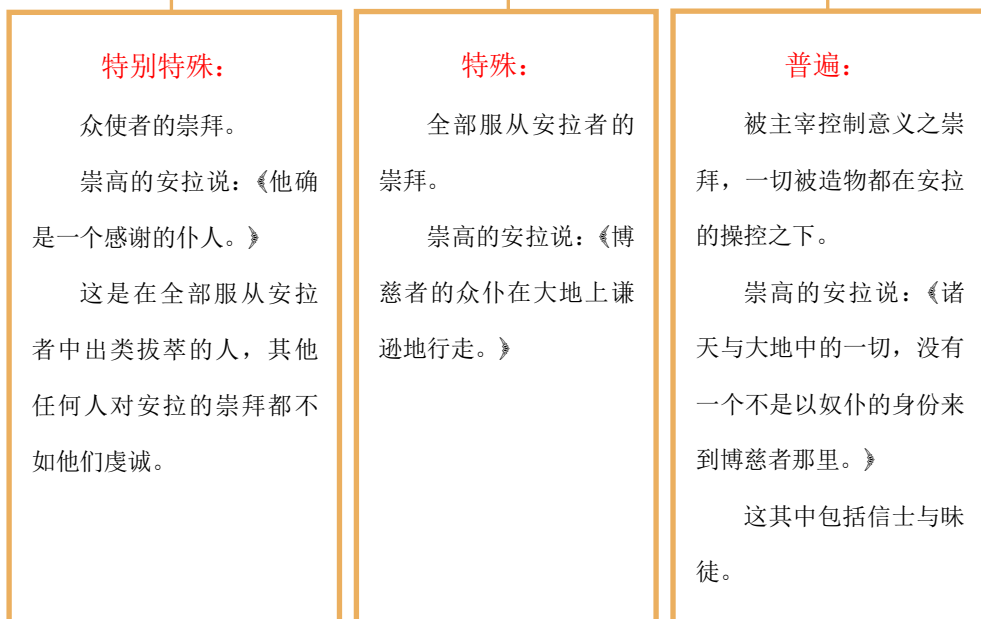 特别特殊：
众使者的崇拜。
崇高的安拉说：﴾他确
是一个感谢的仆人。﴿
这是在全部服从安拉
者中出类拔萃的人，其他
任何人对安拉的崇拜都不
如他们虔诚。
特殊：
全部服从安拉者的
崇拜。
崇高的安拉说：﴾博
慈者的众仆在大地上谦
逊地行走。﴿
普遍：
被主宰控制意义之崇
拜，一切被造物都在安拉
的操控之下。
崇高的安拉说：﴾诸
天与大地中的一切，没有
一个不是以奴仆的身份来
到博慈者那里。﴿
这其中包括信士与昧
徒。